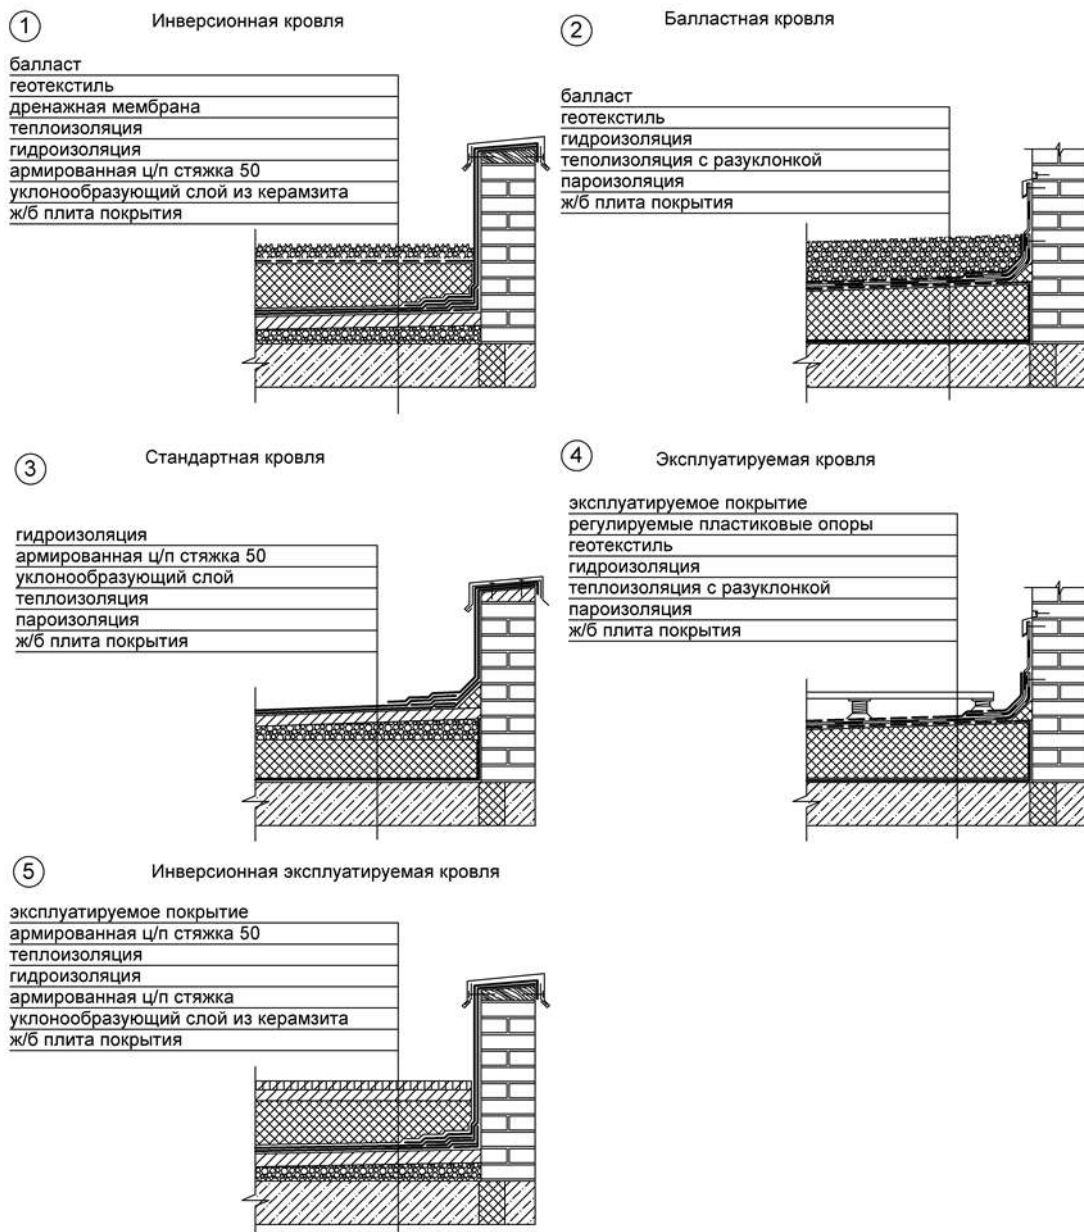 1
Инверсионная кровля
балласт
геотекстиль
дренажная мембрана
теплоизоляция
гидроизоляция
армированная ц/п стяжка 50
уклонообразующий слой из керамзита
ж/б плита покрытия
2
Балластная кровля
балласт
геотекстиль
гидроизоляция
теполизоляция с разуклонкой
пароизоляция
ж/б плита покрытия
3
Стандартная кровля
гидроизоляция
армированная ц/п стяжка 50
уклонообразующий слой
теплоизоляция
пароизоляция
ж/б плита покрытия
4
Эксплуатируемая кровля
эксплуатируемое покрытие
регулируемые пластиковые опоры
геотекстиль
гидроизоляция
теплоизоляция с разуклонкой
пароизоляция
ж/б плита покрытия
5
Инверсионная эксплуатируемая кровля
эксплуатируемое покрытие
армированная ц/п стяжка 50
теплоизоляция
гидроизоляция
армированная ц/п стяжка
уклонообразующий слой из керамзита
ж/б плита покрытия